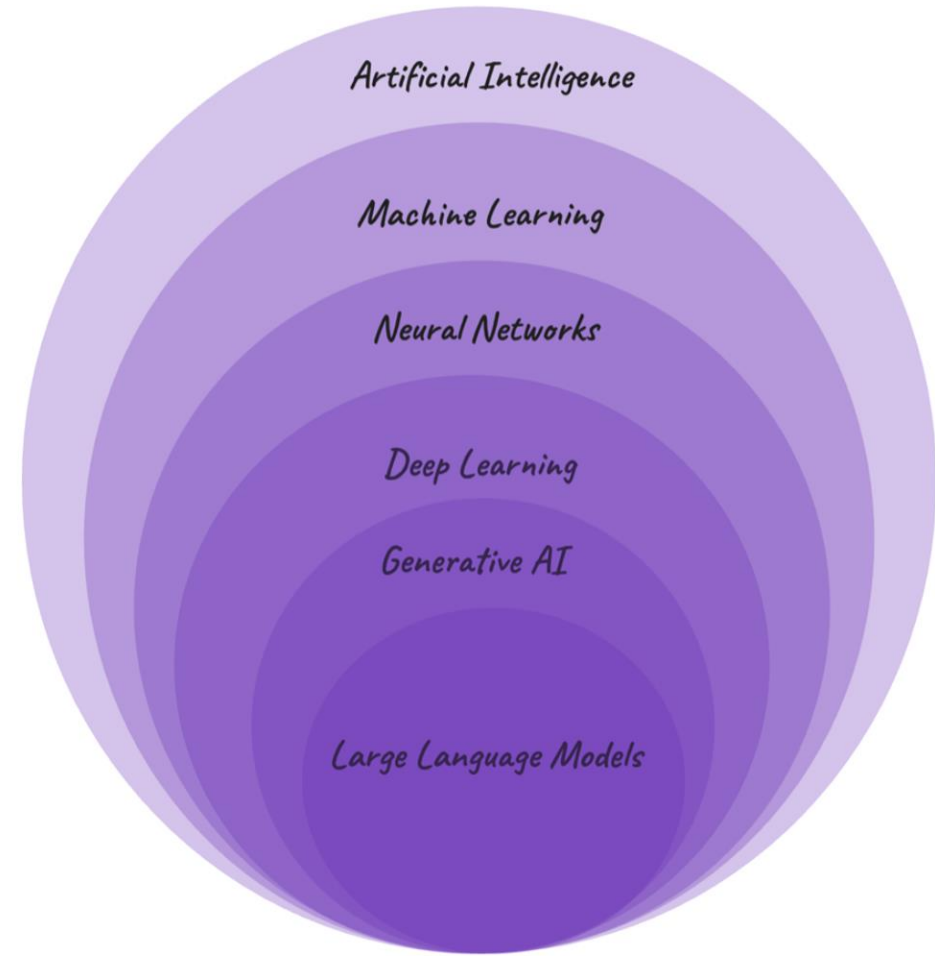 Artificial Intelligence
Machine Learning
Neural Networks
Deep Learning
Generative AI
Large Language Models